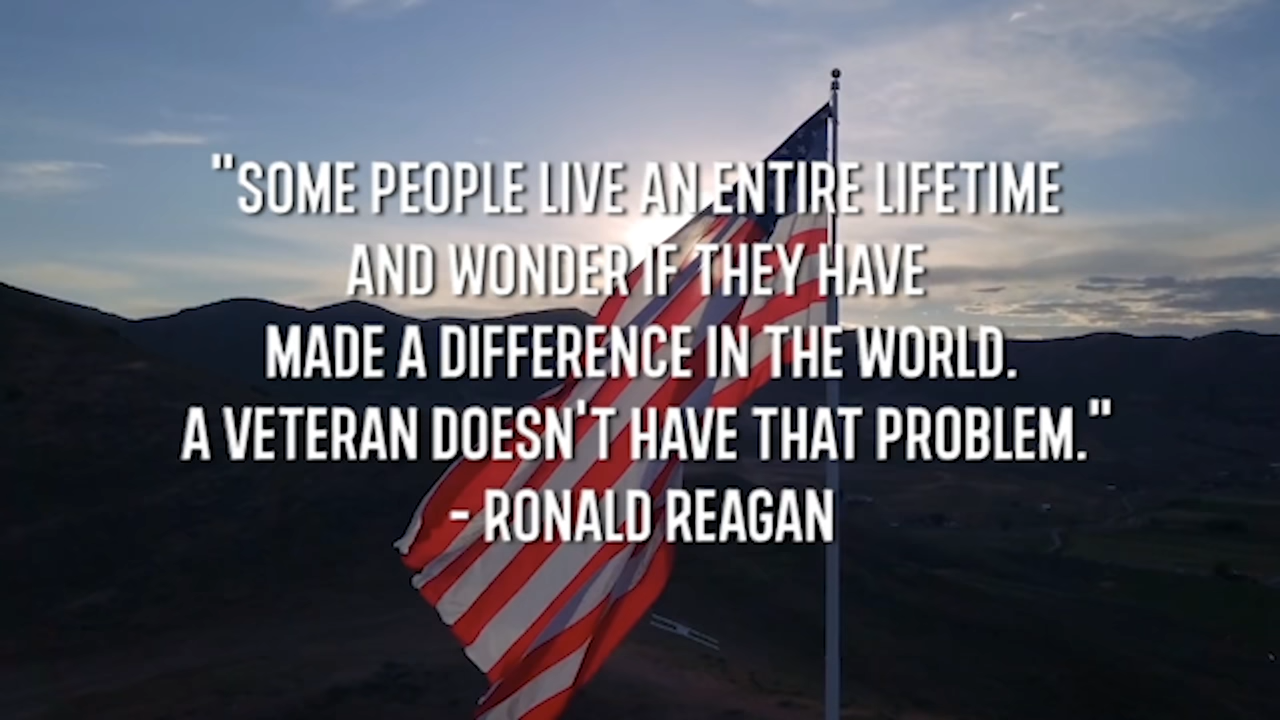 "SOME PEOPLE LIVE AN ENTIRE LIFETIME
AND WONDER IF THEY HAVE
MADE A DIFFERENCE IN THE WORLD.
A VETERAN DOESN'T HAVE THAT PROBLEM."
- RONALD REAGAN